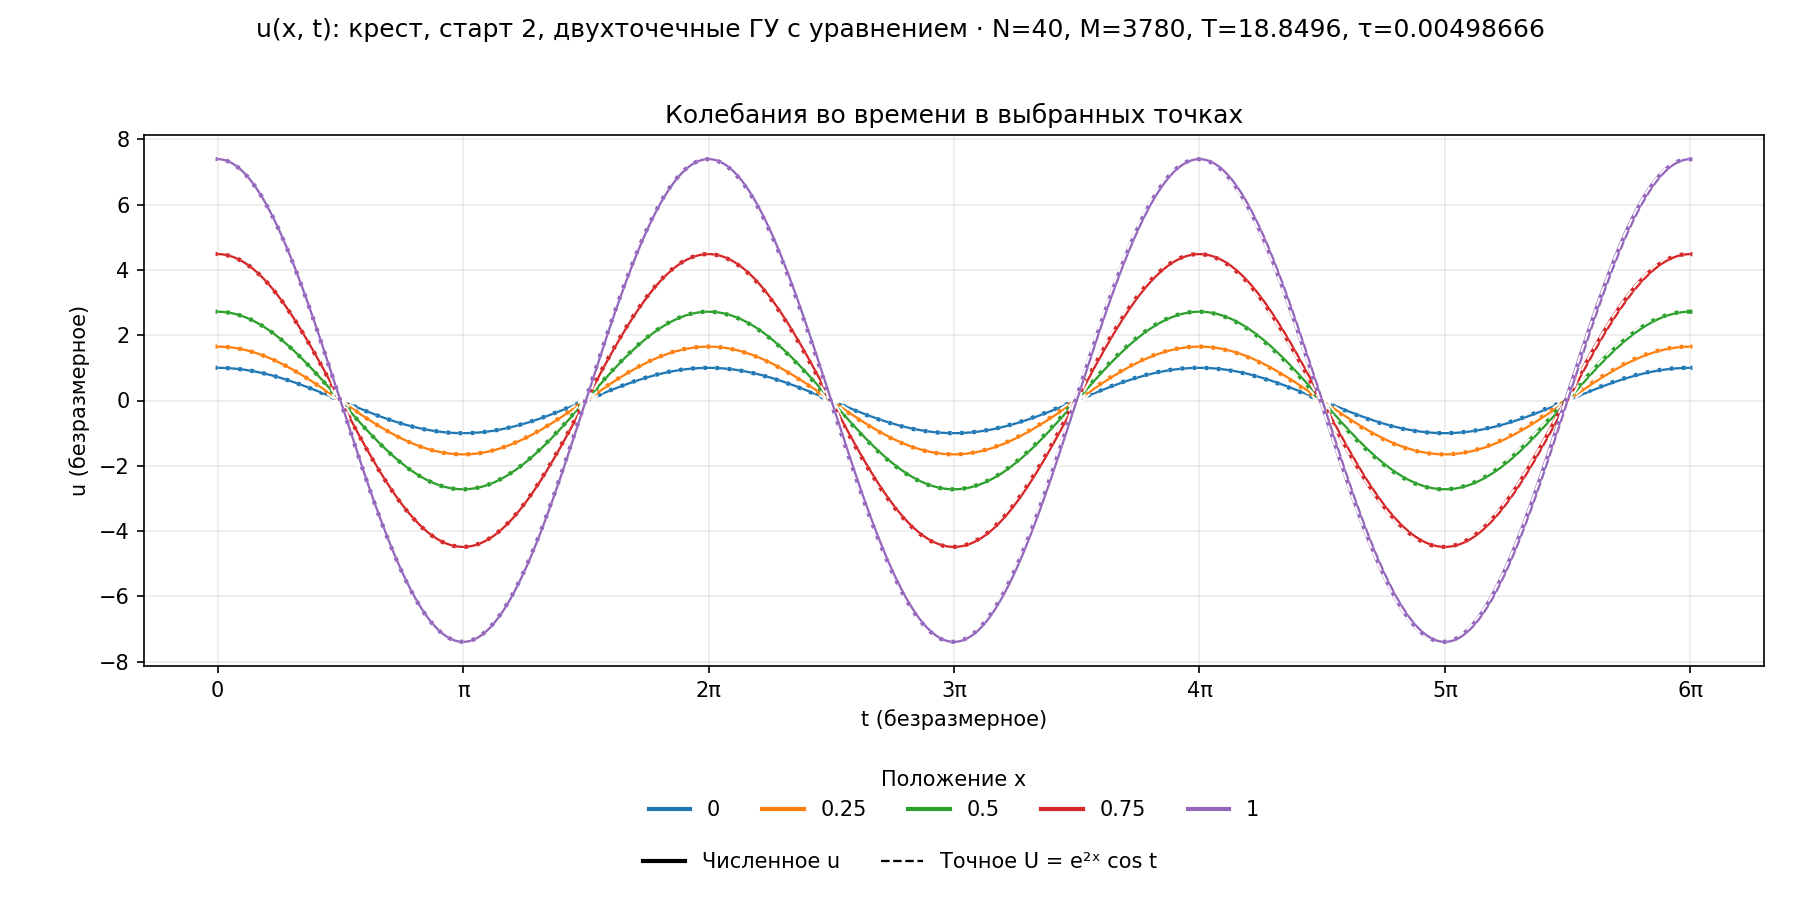 u(x, t): крест, старт 2, двухточечные ГУ с уравнением · N=40, M=3780, T=18.8496, τ=0.00498666
Колебания во времени в выбранных точках
u (безразмерное)
8
6
4
2
0
−2
−4
−6
−8
0 π 2π 3π 4π 5π 6π
t (безразмерное)
Положение x
0 0.25 0.5 0.75 1
Численное u Точное U = e²ˣ cos t